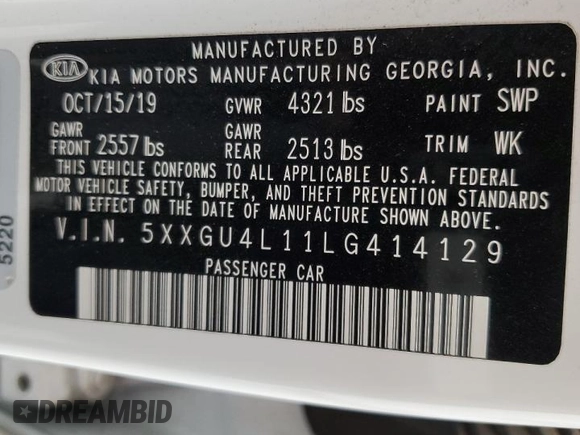 MANUFACTURED BY
KIA KIA MOTORS MANUFACTURING GEORGIA, INC.
OCT/15/19 GVWR 4321 lbs PAINT SWP
GAWR FRONT 2557 lbs GAWR REAR 2513 lbs TRIM WK
THIS VEHICLE CONFORMS TO ALL APPLICABLE U.S.A. FEDERAL
MOTOR VEHICLE SAFETY, BUMPER, AND THEFT PREVENTION STANDARDS
IN EFFECT ON THE DATE OF MANUFACTURE SHOWN ABOVE.
V.I.N. 5XXGU4L11LG414129
PASSENGER CAR
5220
DREAMBID